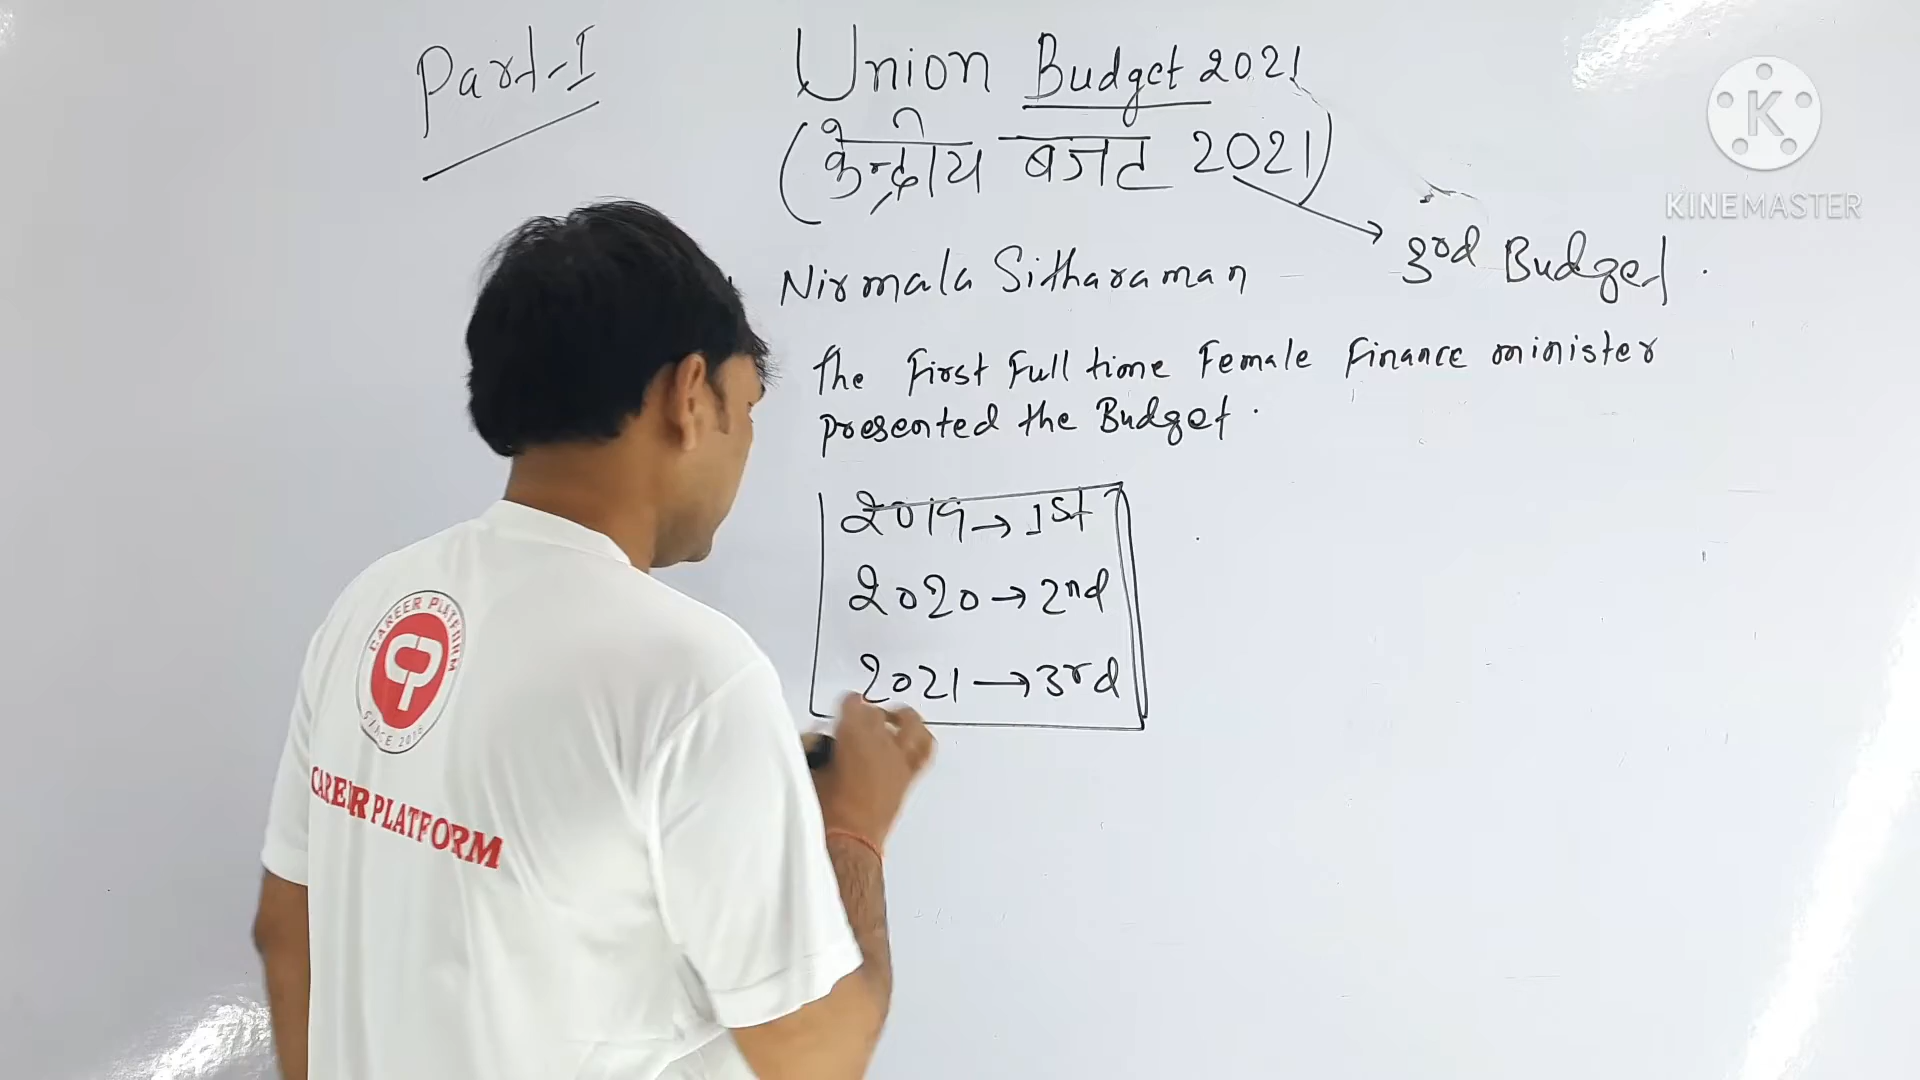 Part-I
Union Budget 2021
(केन्द्रीय बजट 2021)
3rd Budget.
Nirmala Sitharaman
The First Full time Female Finance minister
presented the Budget.
2019→1st
2020→2nd
2021→3rd
KINEMASTER
CAREER PLATFORM
CP
CAREER PLATFORM